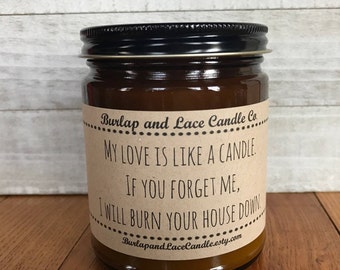 Burlap and Lace Candle Co.
MY LOVE IS LIKE A CANDLE.
IF YOU FORGET ME,
I WILL BURN YOUR HOUSE DOWN.
BurlapandLaceCandle.esty.com